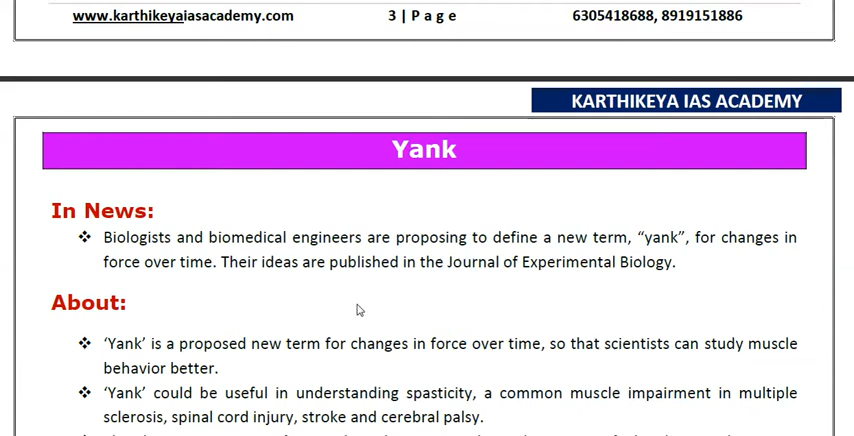 www.karthikeyaiasacademy.com 3 | P a g e 6305418688, 8919151886
KARTHIKEYA IAS ACADEMY
Yank
In News:
❖ Biologists and biomedical engineers are proposing to define a new term, “yank”, for changes in
force over time. Their ideas are published in the Journal of Experimental Biology.
About:
❖ ‘Yank’ is a proposed new term for changes in force over time, so that scientists can study muscle
behavior better.
❖ ‘Yank’ could be useful in understanding spasticity, a common muscle impairment in multiple
sclerosis, spinal cord injury, stroke and cerebral palsy.